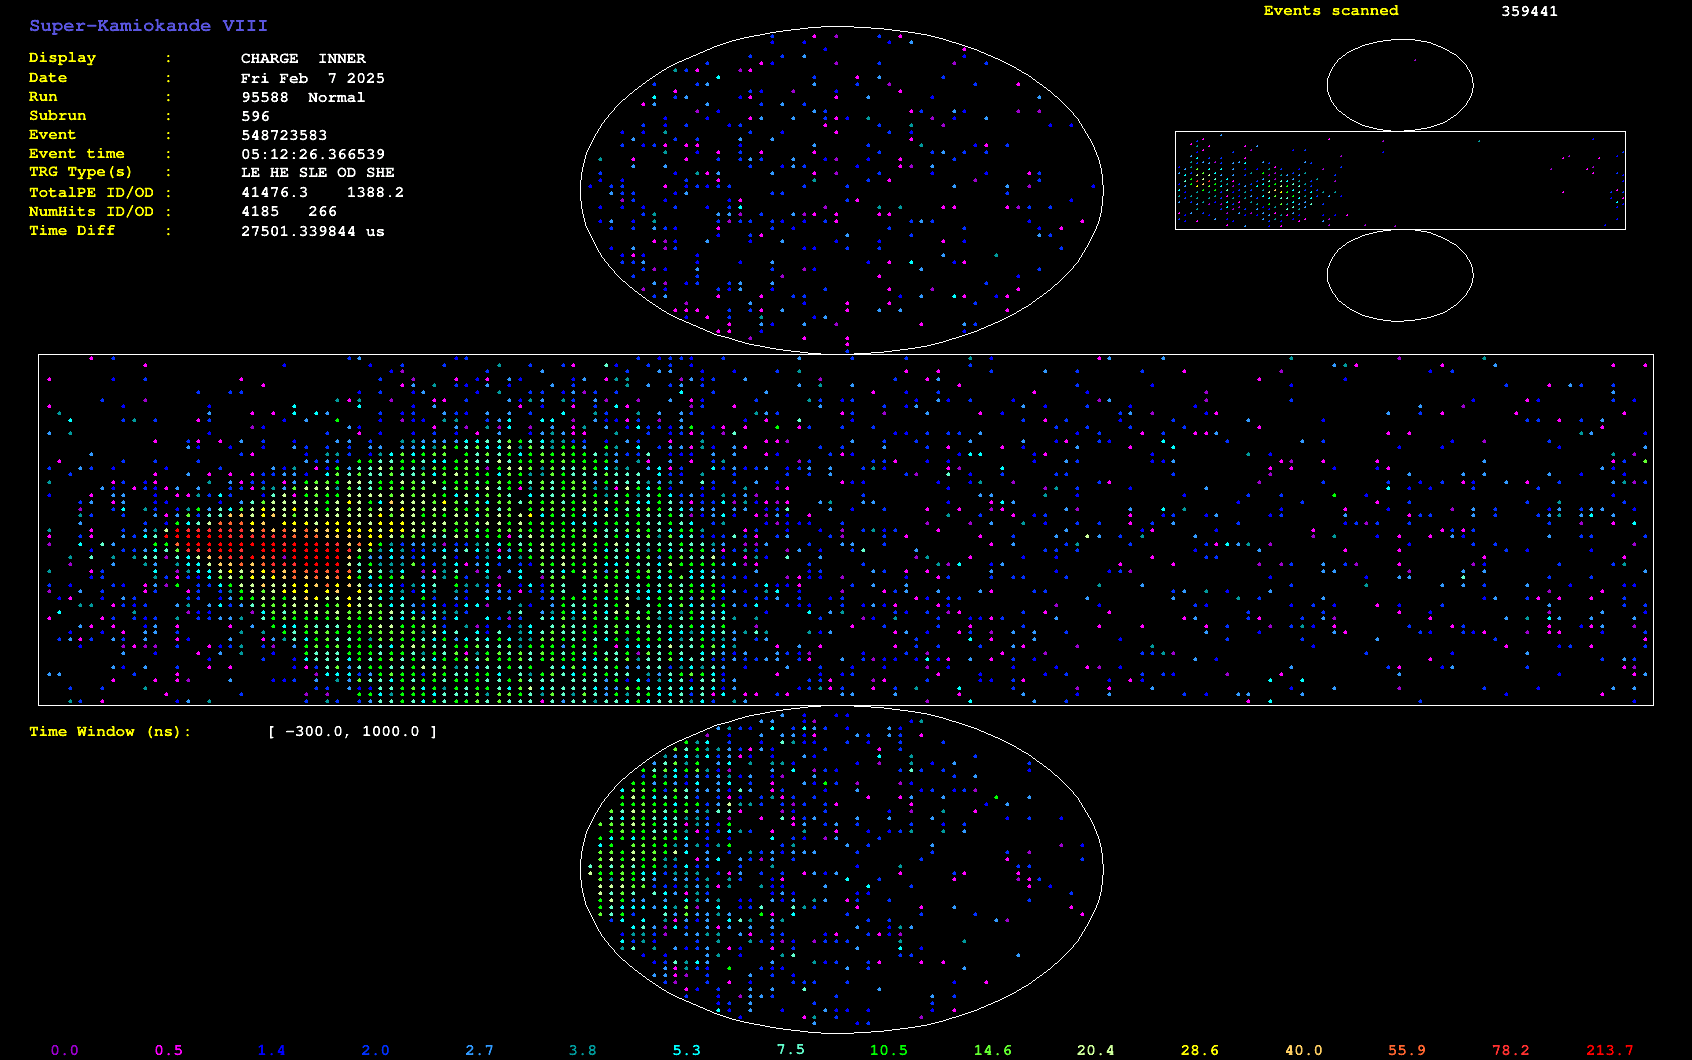 Super-Kamiokande VIII
Events scanned 359441
Display : CHARGE INNER
Date : Fri Feb 7 2025
Run : 95588 Normal
Subrun : 596
Event : 548723583
Event time : 05:12:26.366539
TRG Type(s) : LE HE SLE OD SHE
TotalPE ID/OD : 41476.3 1388.2
NumHits ID/OD : 4185 266
Time Diff : 27501.339844 us
Time Window (ns): [ -300.0, 1000.0 ]
0.0 0.5 1.4 2.0 2.7 3.8 5.3 7.5 10.5 14.6 20.4 28.6 40.0 55.9 78.2 213.7